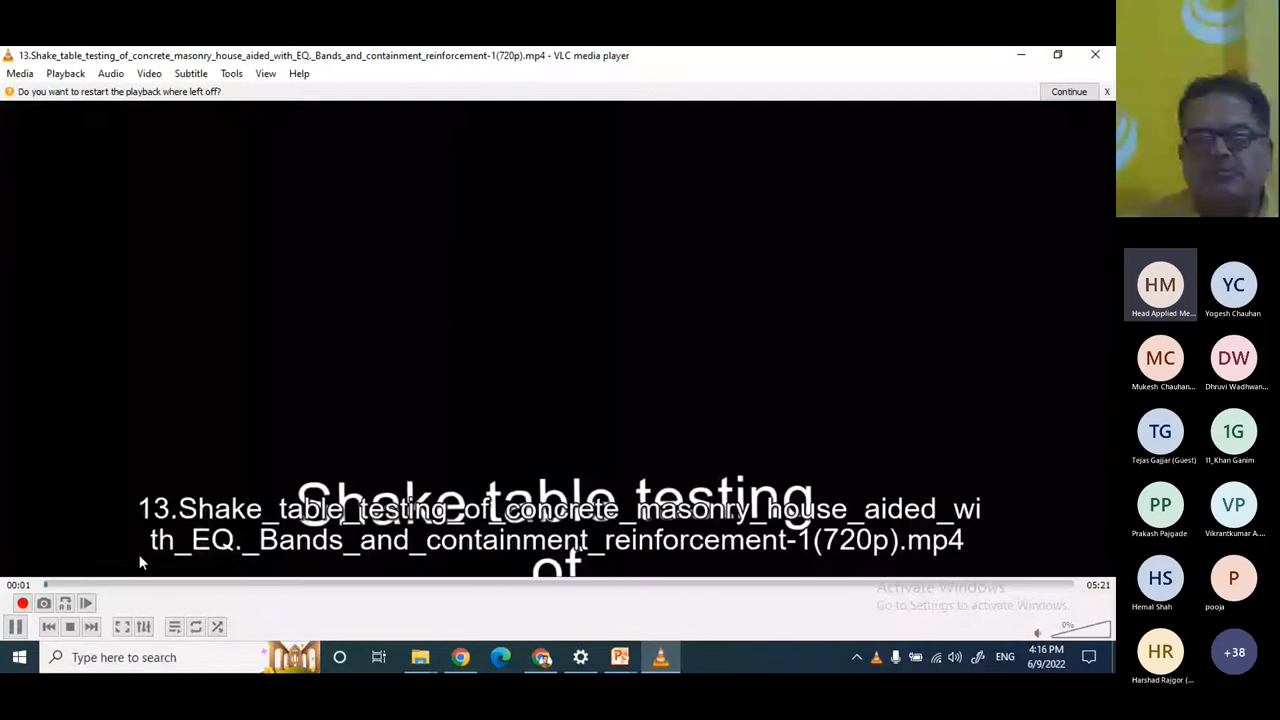 13.Shake_table_testing_of_concrete_masonry_house_aided_with_EQ._Bands_and_containment_reinforcement-1(720p).mp4 - VLC media player
Media Playback Audio Video Subtitle Tools View Help
Do you want to restart the playback where left off? Continue X
Shake table testing
of
13.Shake_table_testing_of_concrete_masonry_house_aided_wi
th_EQ._Bands_and_containment_reinforcement-1(720p).mp4
00:01 05:21
Activate Windows
Go to Settings to activate Windows.
0%
Type here to search
ENG
4:16 PM
6/9/2022
HM YC
Head Applied Me... Yogesh Chauhan
MC DW
Mukesh Chauhan... Dhruvi Wadhwan...
TG 1G
Tejas Gajjar (Guest) 11_Khan Ganim
PP VP
Prakash Pajgade Vikrantkumar A....
HS P
Hemal Shah pooja
HR +38
Harshad Rajgor (...